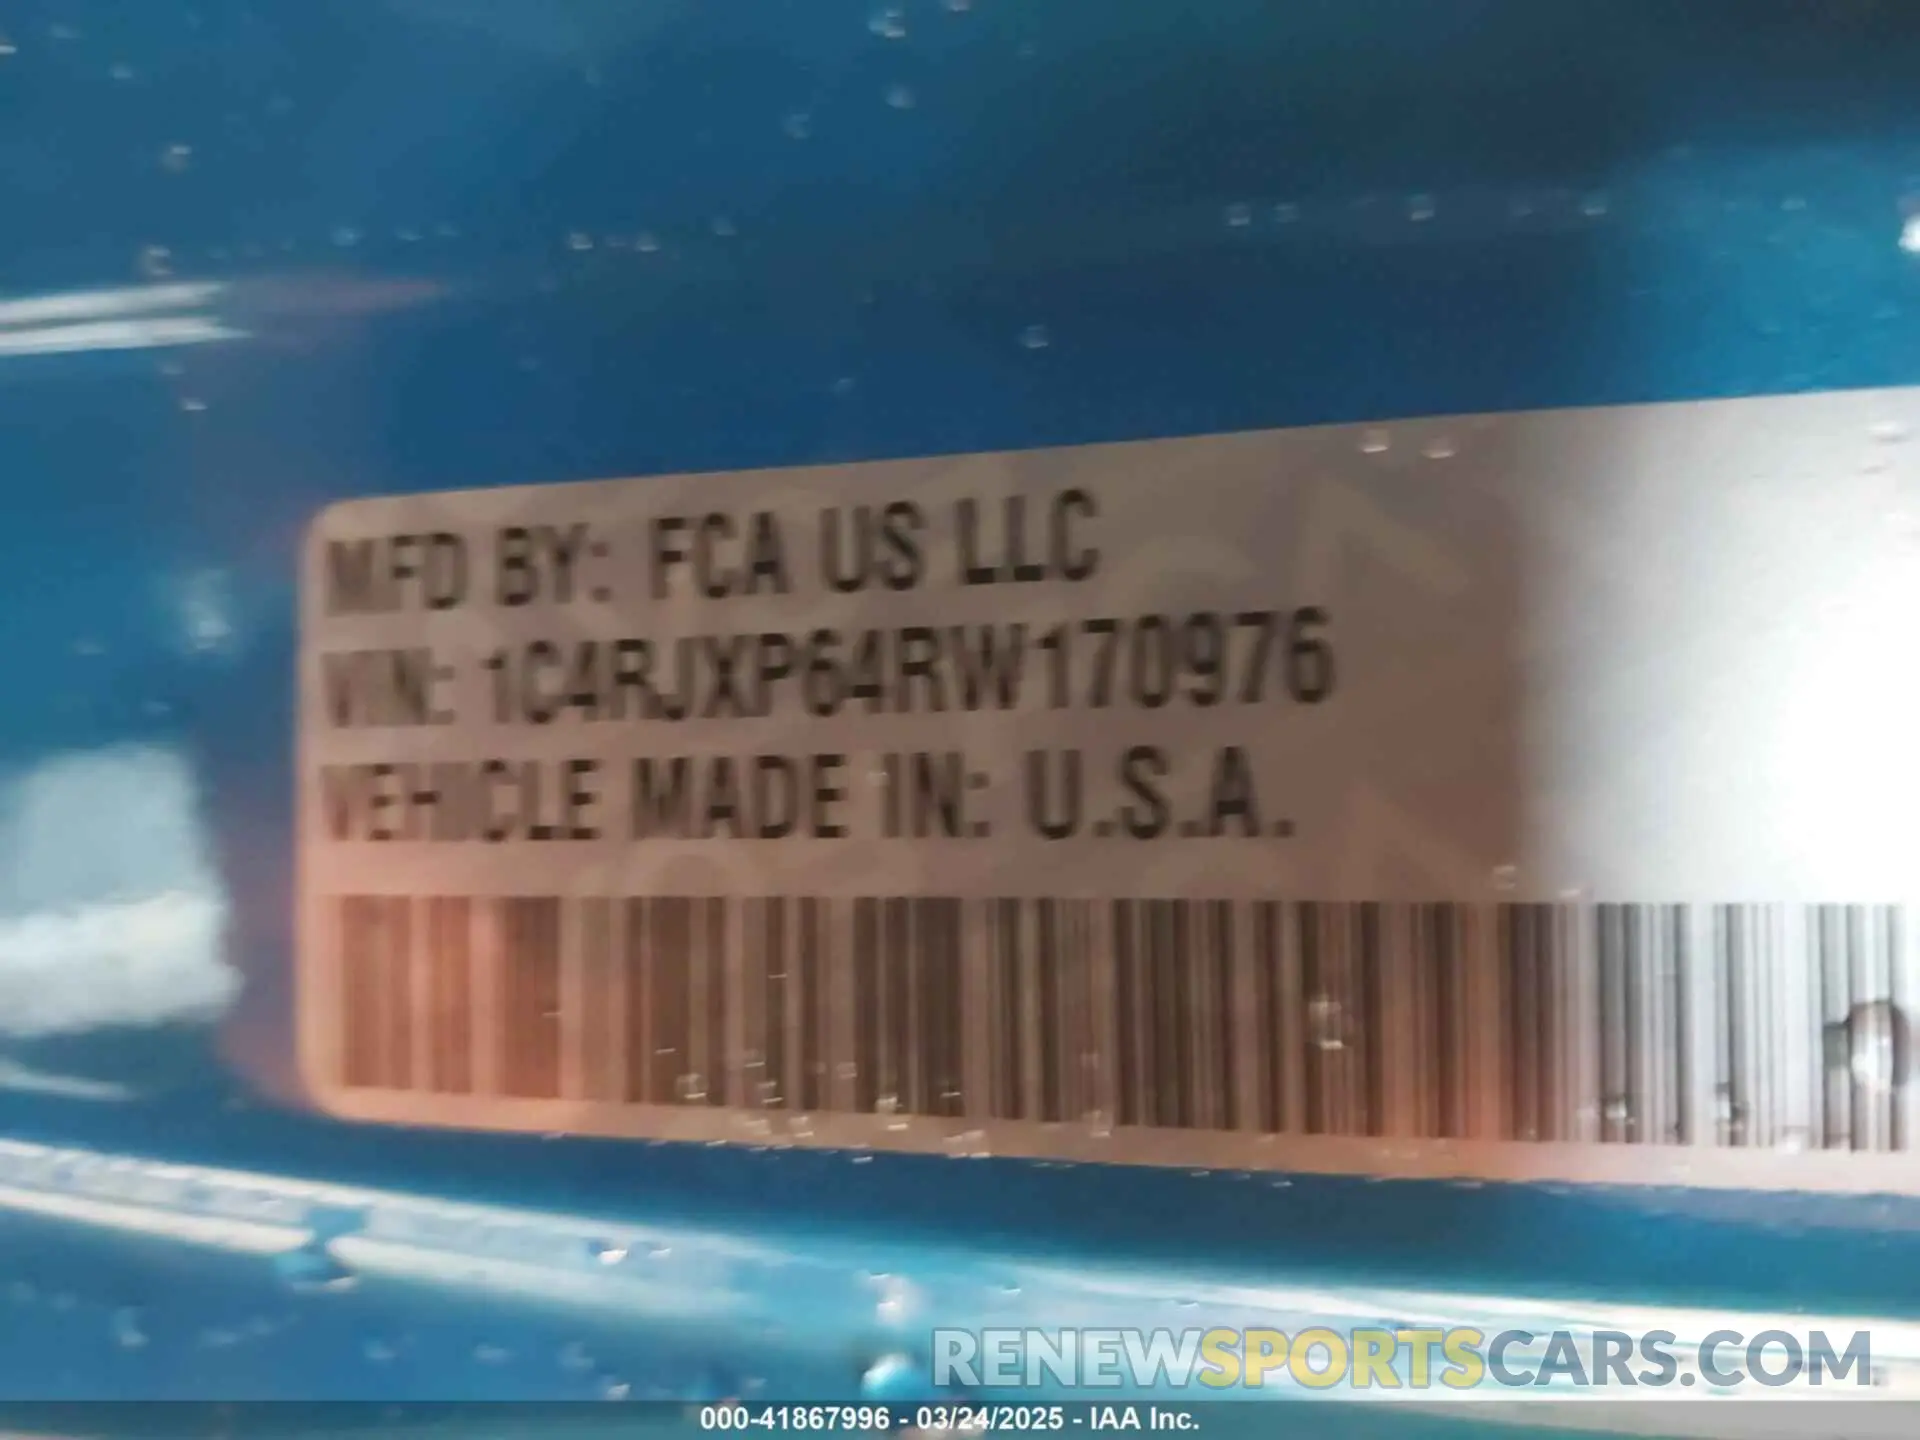 MFD BY: FCA US LLC
VIN: 1C4RJXP64RW170976
VEHICLE MADE IN: U.S.A.
RENEWSPORTSCARS.COM
000-41867996 - 03/24/2025 - IAA Inc.